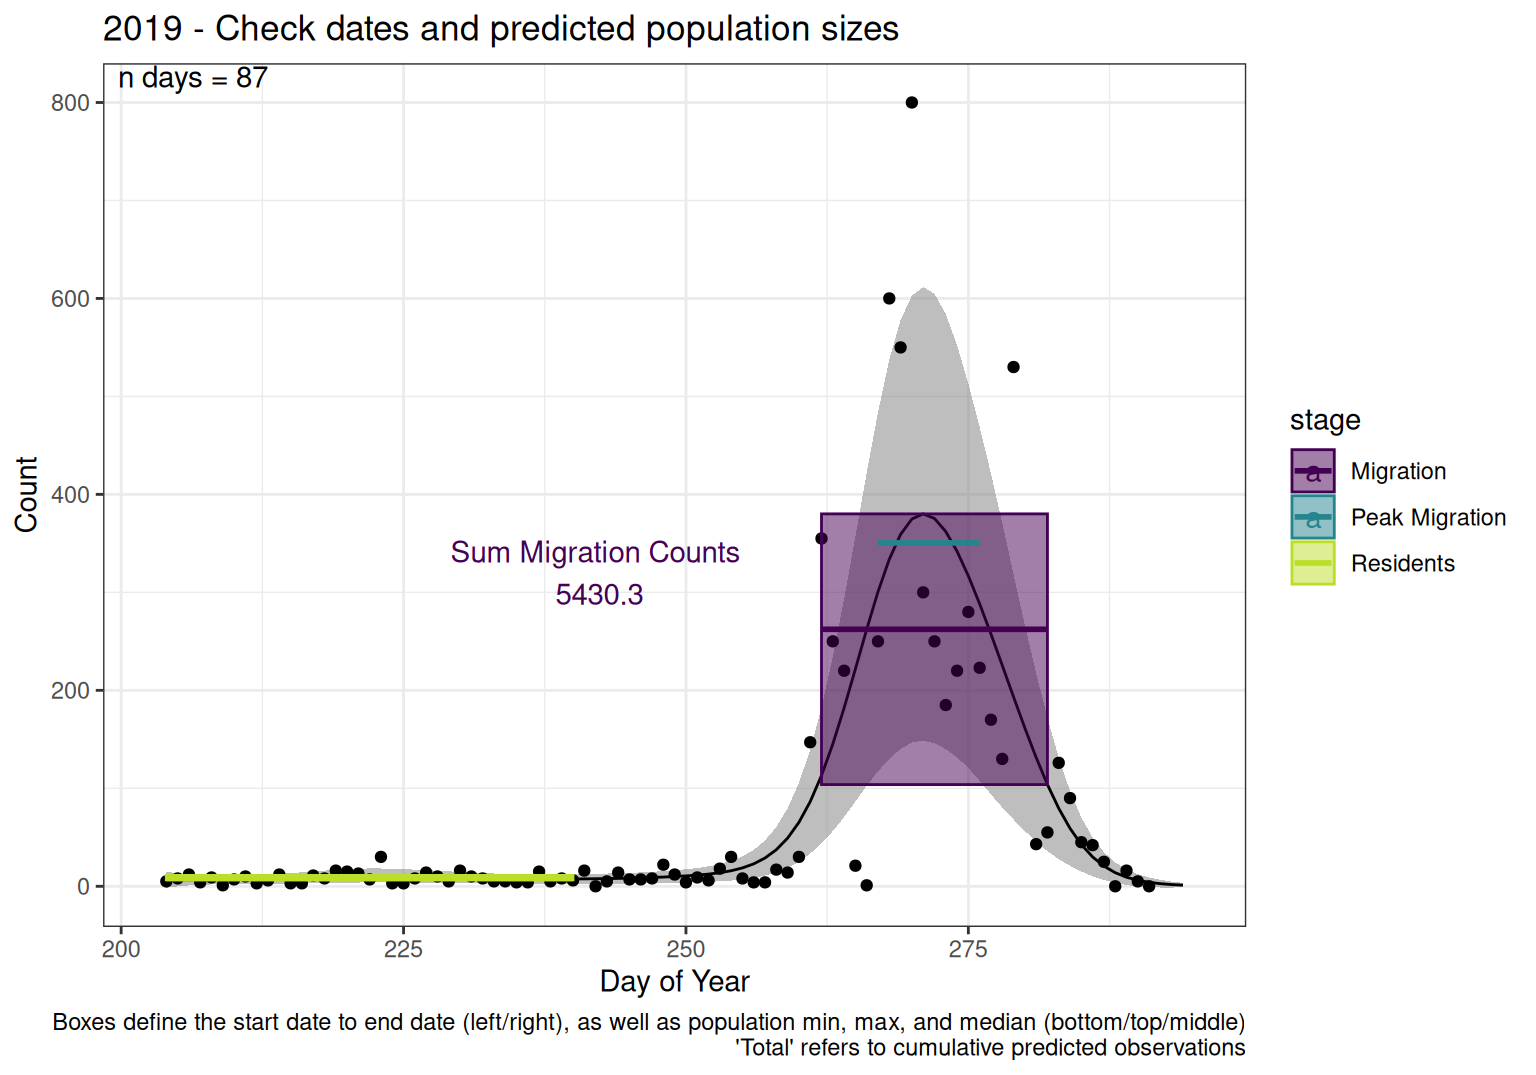 2019 - Check dates and predicted population sizes
n days = 87
800
600
400
200
0
Count
Sum Migration Counts
5430.3
200
225
250
275
Day of Year
stage
a Migration
a Peak Migration
Residents
Boxes define the start date to end date (left/right), as well as population min, max, and median (bottom/top/middle)
'Total' refers to cumulative predicted observations